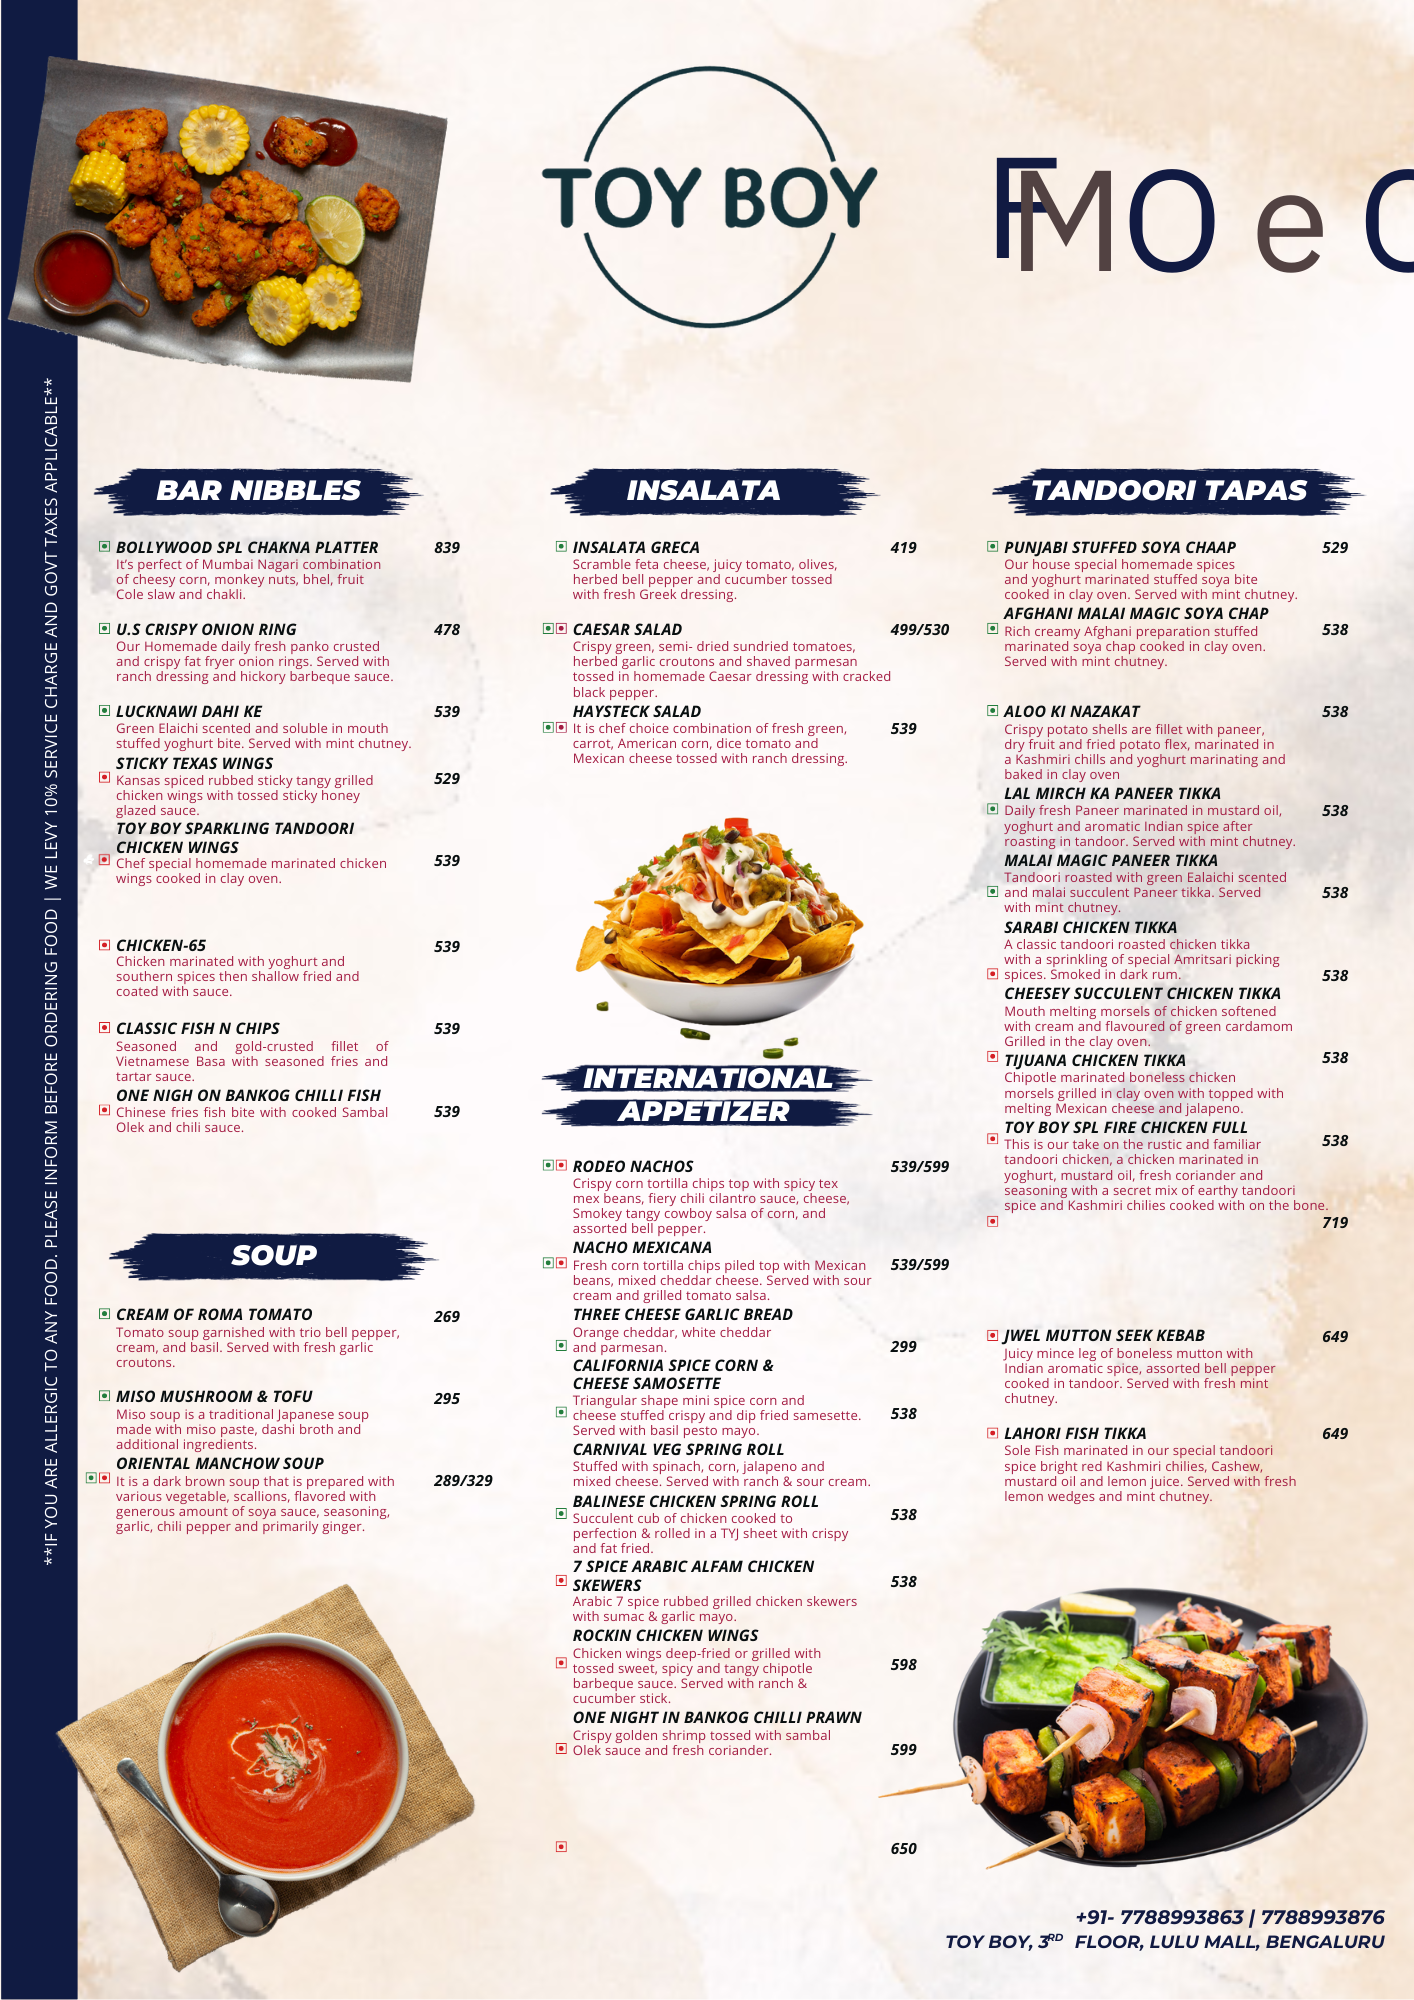 TOY BOY
F
MO e O
**IF YOU ARE ALLERGIC TO ANY FOOD. PLEASE INFORM BEFORE ORDERING FOOD | WE LEVY 10% SERVICE CHARGE AND GOVT TAXES APPLICABLE**
BAR NIBBLES
BOLLYWOOD SPL CHAKNA PLATTER 839
It's perfect of Mumbai Nagari combination
of cheesy corn, monkey nuts, bhel, fruit
Cole slaw and chakli.
U.S CRISPY ONION RING 478
Our Homemade daily fresh panko crusted
and crispy fat fryer onion rings. Served with
ranch dressing and hickory barbeque sauce.
LUCKNAWI DAHI KE 539
Green Elaichi scented and soluble in mouth
stuffed yoghurt bite. Served with mint chutney.
STICKY TEXAS WINGS
Kansas spiced rubbed sticky tangy grilled 529
chicken wings with tossed sticky honey
glazed sauce.
TOY BOY SPARKLING TANDOORI
CHICKEN WINGS
Chef special homemade marinated chicken 539
wings cooked in clay oven.
CHICKEN-65 539
Chicken marinated with yoghurt and
southern spices then shallow fried and
coated with sauce.
CLASSIC FISH N CHIPS 539
Seasoned and gold-crusted fillet of
Vietnamese Basa with seasoned fries and
tartar sauce.
ONE NIGH ON BANKOG CHILLI FISH
Chinese fries fish bite with cooked Sambal 539
Olek and chili sauce.
SOUP
CREAM OF ROMA TOMATO 269
Tomato soup garnished with trio bell pepper,
cream, and basil. Served with fresh garlic
croutons.
MISO MUSHROOM & TOFU 295
Miso soup is a traditional Japanese soup
made with miso paste, dashi broth and
additional ingredients.
ORIENTAL MANCHOW SOUP
It is a dark brown soup that is prepared with 289/329
various vegetable, scallions, flavored with
generous amount of soya sauce, seasoning,
garlic, chili pepper and primarily ginger.
INSALATA
INSALATA GRECA 419
Scramble feta cheese, juicy tomato, olives,
herbed bell pepper and cucumber tossed
with fresh Greek dressing.
CAESAR SALAD 499/530
Crispy green, semi- dried sundried tomatoes,
herbed garlic croutons and shaved parmesan
tossed in homemade Caesar dressing with cracked
black pepper.
HAYSTECK SALAD
It is chef choice combination of fresh green, 539
carrot, American corn, dice tomato and
Mexican cheese tossed with ranch dressing.
INTERNATIONAL
APPETIZER
RODEO NACHOS 539/599
Crispy corn tortilla chips top with spicy tex
mex beans, fiery chili cilantro sauce, cheese,
Smokey tangy cowboy salsa of corn, and
assorted bell pepper.
NACHO MEXICANA
Fresh corn tortilla chips piled top with Mexican 539/599
beans, mixed cheddar cheese. Served with sour
cream and grilled tomato salsa.
THREE CHEESE GARLIC BREAD
Orange cheddar, white cheddar
and parmesan. 299
CALIFORNIA SPICE CORN &
CHEESE SAMOSETTE
Triangular shape mini spice corn and
cheese stuffed crispy and dip fried samesette. 538
Served with basil pesto mayo.
CARNIVAL VEG SPRING ROLL
Stuffed with spinach, corn, jalapeno and
mixed cheese. Served with ranch & sour cream.
BALINESE CHICKEN SPRING ROLL
Succulent cub of chicken cooked to 538
perfection & rolled in a TYJ sheet with crispy
and fat fried.
7 SPICE ARABIC ALFAM CHICKEN
SKEWERS 538
Arabic 7 spice rubbed grilled chicken skewers
with sumac & garlic mayo.
ROCKIN CHICKEN WINGS
Chicken wings deep-fried or grilled with
tossed sweet, spicy and tangy chipotle 598
barbeque sauce. Served with ranch &
cucumber stick.
ONE NIGHT IN BANKOG CHILLI PRAWN
Crispy golden shrimp tossed with sambal
Olek sauce and fresh coriander. 599
650
TANDOORI TAPAS
PUNJABI STUFFED SOYA CHAAP 529
Our house special homemade spices
and yoghurt marinated stuffed soya bite
cooked in clay oven. Served with mint chutney.
AFGHANI MALAI MAGIC SOYA CHAP
Rich creamy Afghani preparation stuffed 538
marinated soya chap cooked in clay oven.
Served with mint chutney.
ALOO KI NAZAKAT 538
Crispy potato shells are fillet with paneer,
dry fruit and fried potato flex, marinated in
a Kashmiri chills and yoghurt marinating and
baked in clay oven
LAL MIRCH KA PANEER TIKKA
Daily fresh Paneer marinated in mustard oil, 538
yoghurt and aromatic Indian spice after
roasting in tandoor. Served with mint chutney.
MALAI MAGIC PANEER TIKKA
Tandoori roasted with green Ealaichi scented
and malai succulent Paneer tikka. Served 538
with mint chutney.
SARABI CHICKEN TIKKA
A classic tandoori roasted chicken tikka
with a sprinkling of special Amritsari picking
spices. Smoked in dark rum. 538
CHEESEY SUCCULENT CHICKEN TIKKA
Mouth melting morsels of chicken softened
with cream and flavoured of green cardamom
Grilled in the clay oven.
TIJUANA CHICKEN TIKKA 538
Chipotle marinated boneless chicken
morsels grilled in clay oven with topped with
melting Mexican cheese and jalapeno.
TOY BOY SPL FIRE CHICKEN FULL
This is our take on the rustic and familiar 538
tandoori chicken, a chicken marinated in
yoghurt, mustard oil, fresh coriander and
seasoning with a secret mix of earthy tandoori
spice and Kashmiri chilies cooked with on the bone.
719
JWEL MUTTON SEEK KEBAB 649
Juicy mince leg of boneless mutton with
Indian aromatic spice, assorted bell pepper
cooked in tandoor. Served with fresh mint
chutney.
LAHORI FISH TIKKA 649
Sole Fish marinated in our special tandoori
spice bright red Kashmiri chilies, Cashew,
mustard oil and lemon juice. Served with fresh
lemon wedges and mint chutney.
+91- 7788993863 | 7788993876
TOY BOY, 3RD FLOOR, LULU MALL, BENGALURU